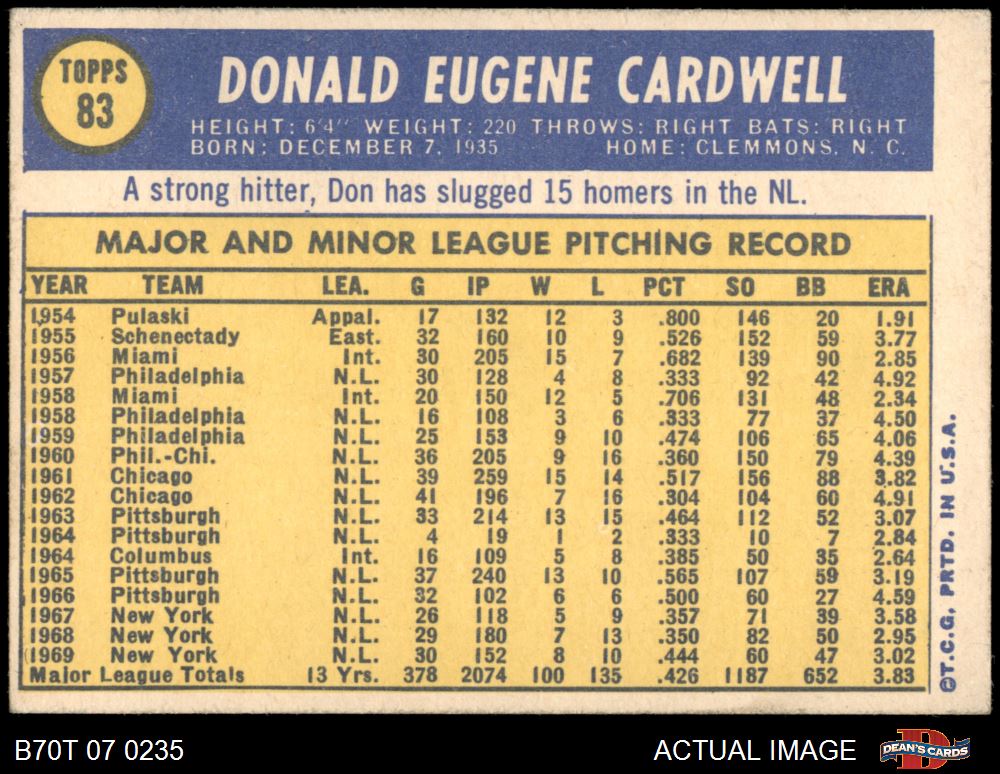 TOPPS
83
DONALD EUGENE CARDWELL
HEIGHT: 6'4" WEIGHT: 220 THROWS: RIGHT BATS: RIGHT
BORN: DECEMBER 7, 1935 HOME: CLEMMONS, N. C.
A strong hitter, Don has slugged 15 homers in the NL.
MAJOR AND MINOR LEAGUE PITCHING RECORD
YEAR TEAM LEA. G IP W L PCT SO BB ERA
1954 Pulaski Appal. 17 132 12 3 .800 146 20 1.91
1955 Schenectady East. 32 160 10 9 .526 152 59 3.77
1956 Miami Int. 30 205 15 7 .682 139 90 2.85
1957 Philadelphia N.L. 30 128 4 8 .333 92 42 4.92
1958 Miami Int. 20 150 12 5 .706 131 48 2.34
1958 Philadelphia N.L. 16 108 3 6 .333 77 37 4.50
1959 Philadelphia N.L. 25 153 9 10 .474 106 65 4.06
1960 Phil.-Chi. N.L. 36 205 9 16 .360 150 79 4.39
1961 Chicago N.L. 39 259 15 14 .517 156 88 3.82
1962 Chicago N.L. 41 196 7 16 .304 104 60 4.91
1963 Pittsburgh N.L. 33 214 13 15 .464 112 52 3.07
1964 Pittsburgh N.L. 4 19 1 2 .333 10 7 2.84
1964 Columbus Int. 16 109 5 8 .385 50 35 2.64
1965 Pittsburgh N.L. 37 240 13 10 .565 107 59 3.19
1966 Pittsburgh N.L. 32 102 6 6 .500 60 27 4.59
1967 New York N.L. 26 118 5 9 .357 71 39 3.58
1968 New York N.L. 29 180 7 13 .350 82 50 2.95
1969 New York N.L. 30 152 8 10 .444 60 47 3.02
Major League Totals 13 Yrs. 378 2074 100 135 .426 1187 652 3.83
©T.C.G. PRTD. IN U.S.A.
B70T 07 0235 ACTUAL IMAGE
DEAN'S CARDS